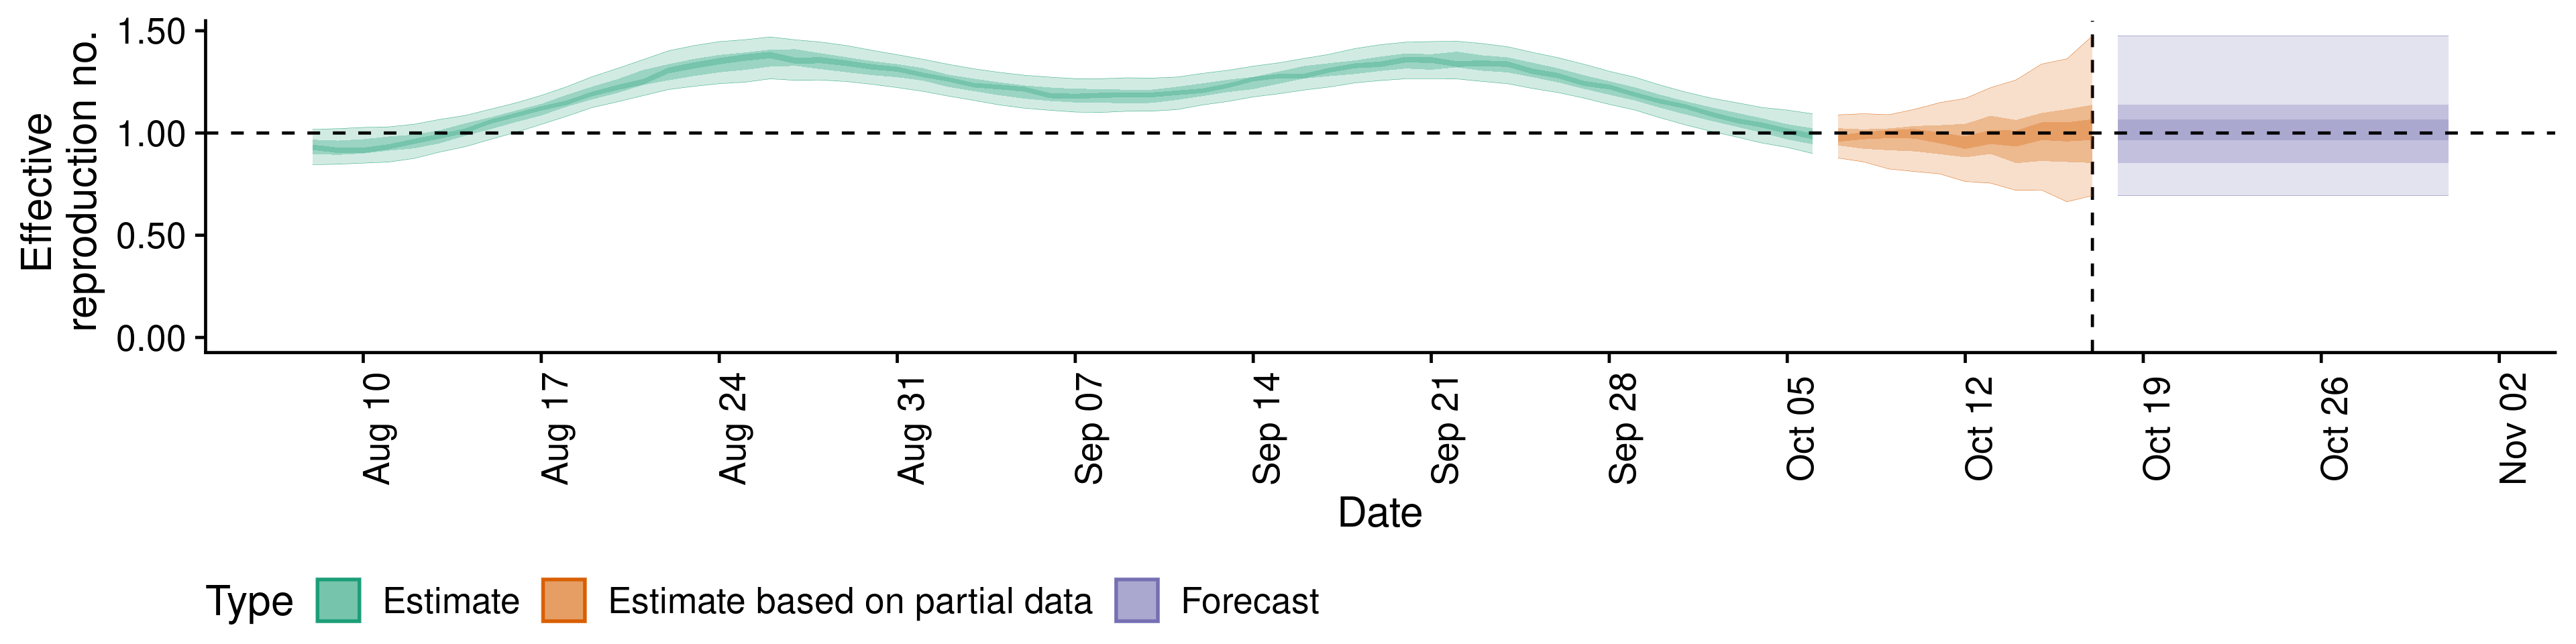 Effective
reproduction no.
1.50
1.00
0.50
0.00
Aug 10
Aug 17
Aug 24
Aug 31
Sep 07
Sep 14
Sep 21
Sep 28
Oct 05
Oct 12
Oct 19
Oct 26
Nov 02
Date
Type Estimate Estimate based on partial data Forecast